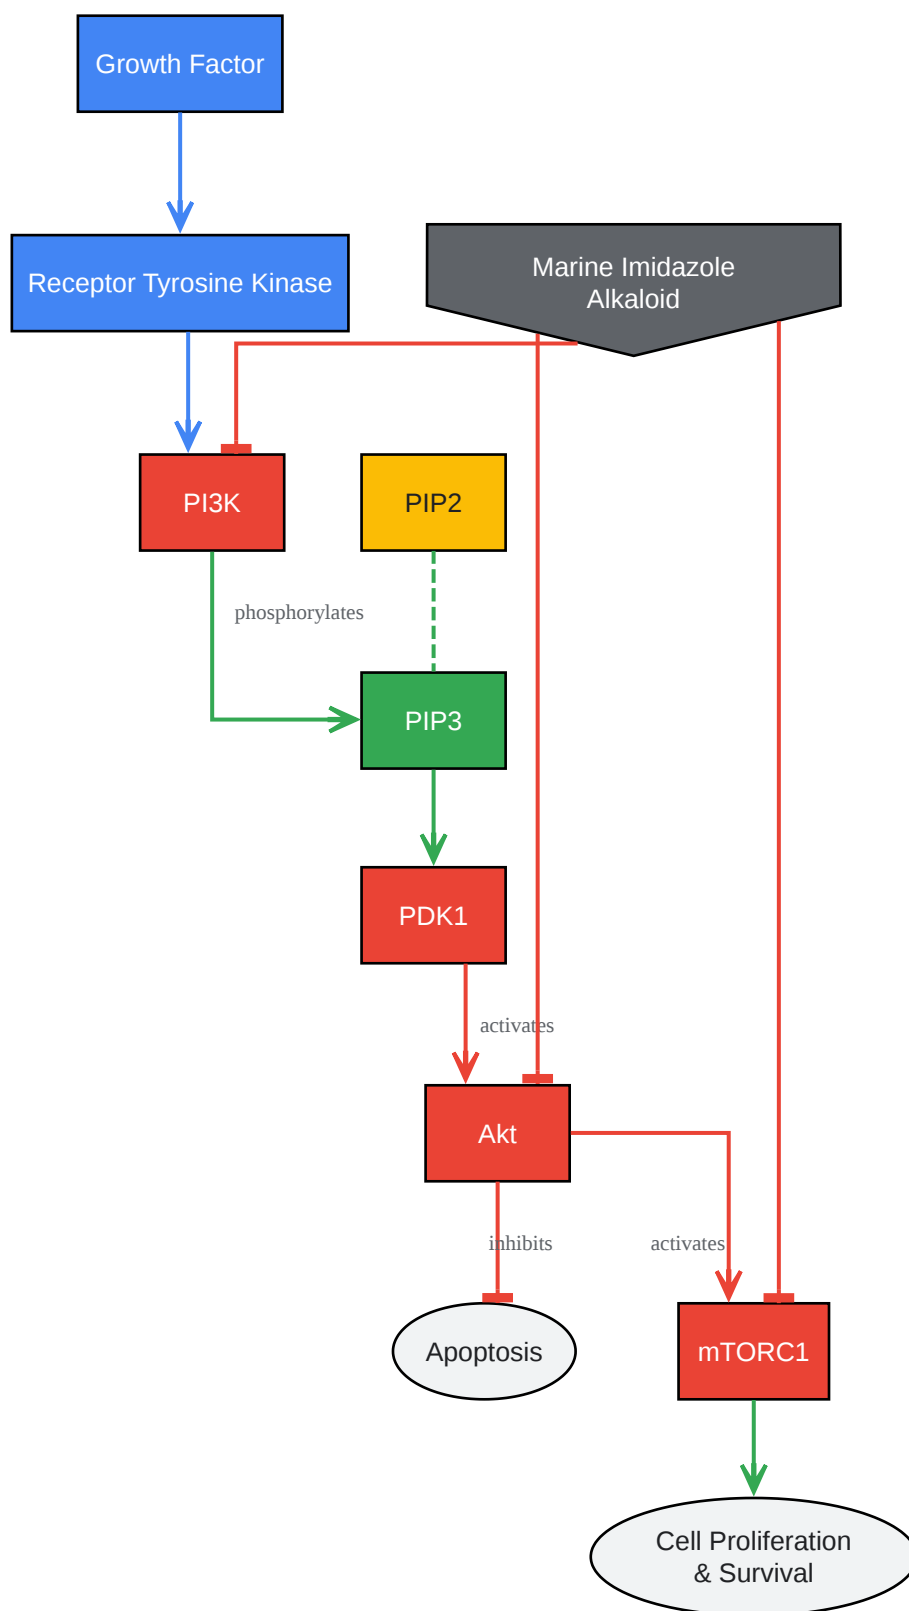 Growth Factor
Receptor Tyrosine Kinase
Marine Imidazole
Alkaloid
PI3K
PIP2
phosphorylates
PIP3
PDK1
activates
Akt
inhibits
activates
Apoptosis
mTORC1
Cell Proliferation
& Survival